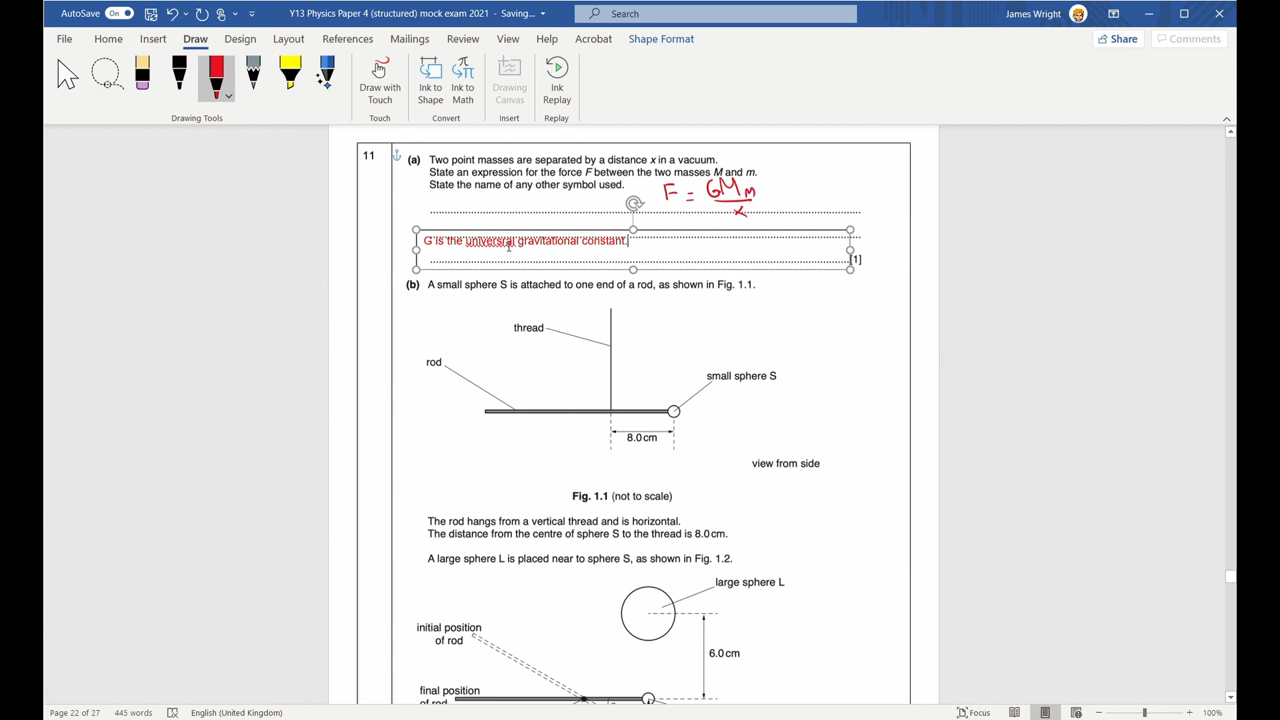 AutoSave On Y13 Physics Paper 4 (structured) mock exam 2021 - Saving... Search James Wright
File Home Insert Draw Design Layout References Mailings Review View Help Acrobat Shape Format Share Comments
Draw with Touch Ink to Shape Ink to Math Drawing Canvas Ink Replay
Drawing Tools Touch Convert Insert Replay
11 (a) Two point masses are separated by a distance x in a vacuum.
State an expression for the force F between the two masses M and m.
State the name of any other symbol used.
F = GMm
x
G is the universral gravitational constant.
[1]
(b) A small sphere S is attached to one end of a rod, as shown in Fig. 1.1.
thread
rod
small sphere S
8.0 cm
view from side
Fig. 1.1 (not to scale)
The rod hangs from a vertical thread and is horizontal.
The distance from the centre of sphere S to the thread is 8.0 cm.
A large sphere L is placed near to sphere S, as shown in Fig. 1.2.
large sphere L
initial position
of rod
6.0 cm
final position
of rod
Page 22 of 27 445 words English (United Kingdom) Focus 100%